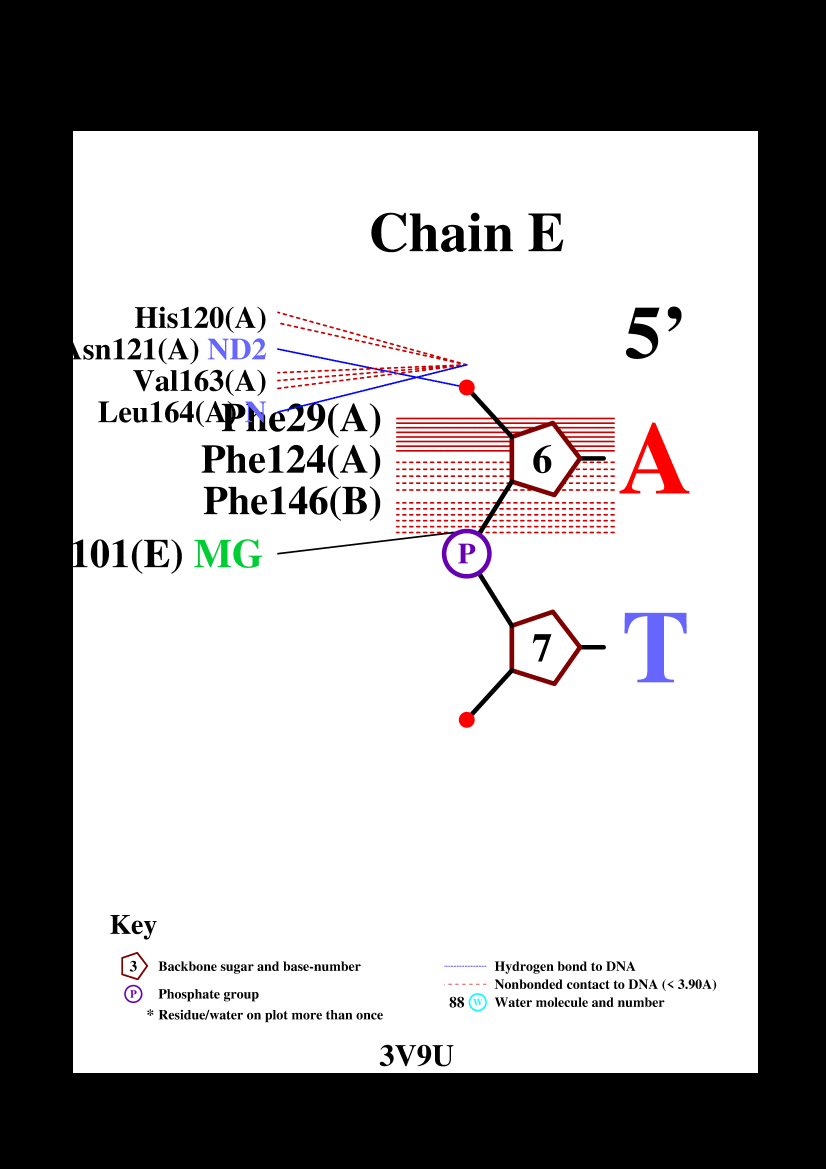 Chain E
5’
His120(A)
Asn121(A) ND2
Val163(A)
Leu164(A) N
Phe29(A)
Phe124(A)
Phe146(B)
6
A
101(E) MG
P
7
T
Key
3 Backbone sugar and base-number
P Phosphate group
* Residue/water on plot more than once
Hydrogen bond to DNA
Nonbonded contact to DNA (< 3.90A)
88 W Water molecule and number
3V9U